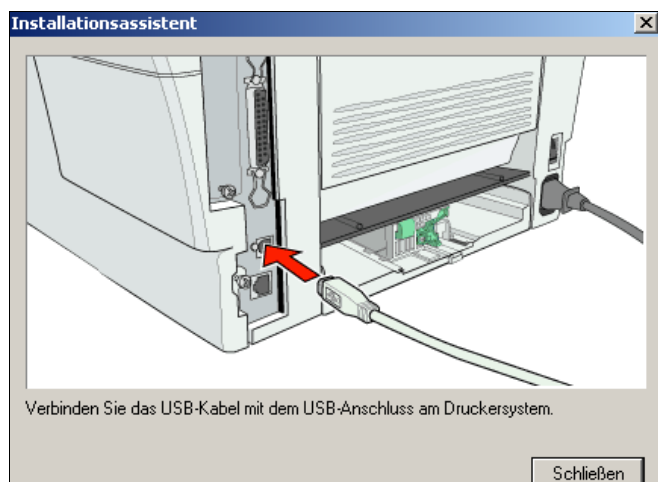 Installationsassistent
Verbinden Sie das USB-Kabel mit dem USB-Anschluss am Druckersystem.
Schließen